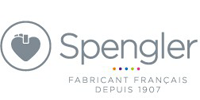 Spengler
FABRICANT FRANÇAIS
DEPUIS 1907